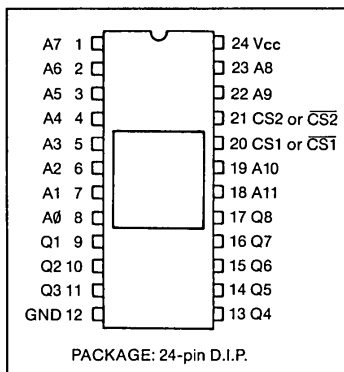 A7 1 24 Vcc
A6 2 23 A8
A5 3 22 A9
A4 4 21 CS2 or C̅S̅2̅
A3 5 20 CS1 or C̅S̅1̅
A2 6 19 A10
A1 7 18 A11
AØ 8 17 Q8
Q1 9 16 Q7
Q2 10 15 Q6
Q3 11 14 Q5
GND 12 13 Q4
PACKAGE: 24-pin D.I.P.